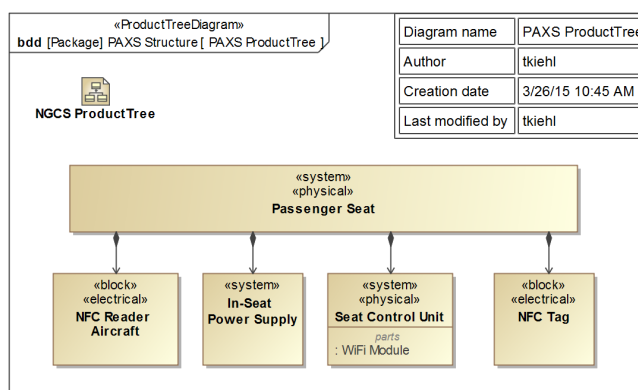 «ProductTreeDiagram»
bdd [Package] PAXS Structure [ PAXS ProductTree ]
Diagram name PAXS ProductTree
Author tkiehl
Creation date 3/26/15 10:45 AM
Last modified by tkiehl
NGCS ProductTree
«system»
«physical»
Passenger Seat
«block»
«electrical»
NFC Reader
Aircraft
«system»
In-Seat
Power Supply
«system»
«physical»
Seat Control Unit
parts
: WiFi Module
«block»
«electrical»
NFC Tag